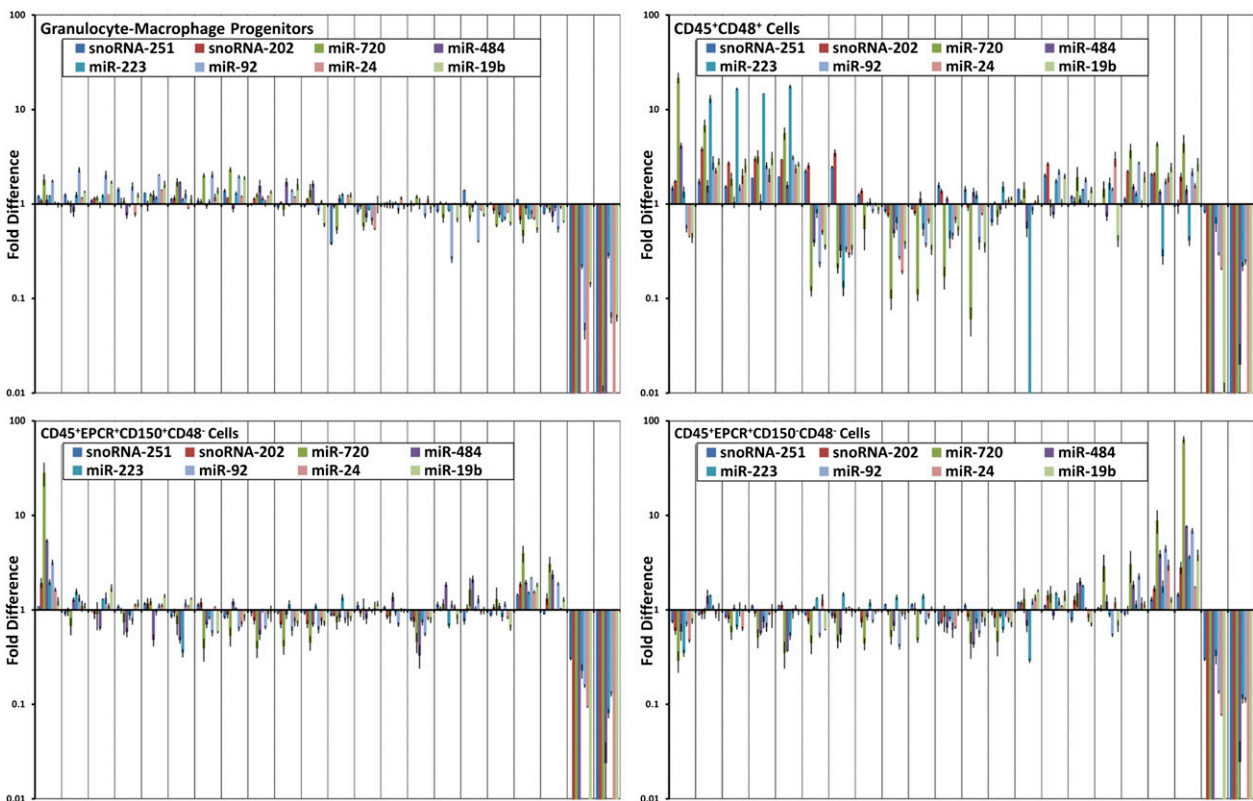 Granulocyte-Macrophage Progenitors
snoRNA-251 snoRNA-202 miR-720 miR-484
miR-223 miR-92 miR-24 miR-19b
100
10
1
0.1
0.01
Fold Difference
CD45⁺CD48⁺ Cells
snoRNA-251 snoRNA-202 miR-720 miR-484
miR-223 miR-92 miR-24 miR-19b
100
10
1
0.1
0.01
Fold Difference
CD45⁺EPCR⁺CD150⁺CD48⁻ Cells
snoRNA-251 snoRNA-202 miR-720 miR-484
miR-223 miR-92 miR-24 miR-19b
100
10
1
0.1
0.01
Fold Difference
CD45⁺EPCR⁺CD150⁻CD48⁻ Cells
snoRNA-251 snoRNA-202 miR-720 miR-484
miR-223 miR-92 miR-24 miR-19b
100
10
1
0.1
0.01
Fold Difference